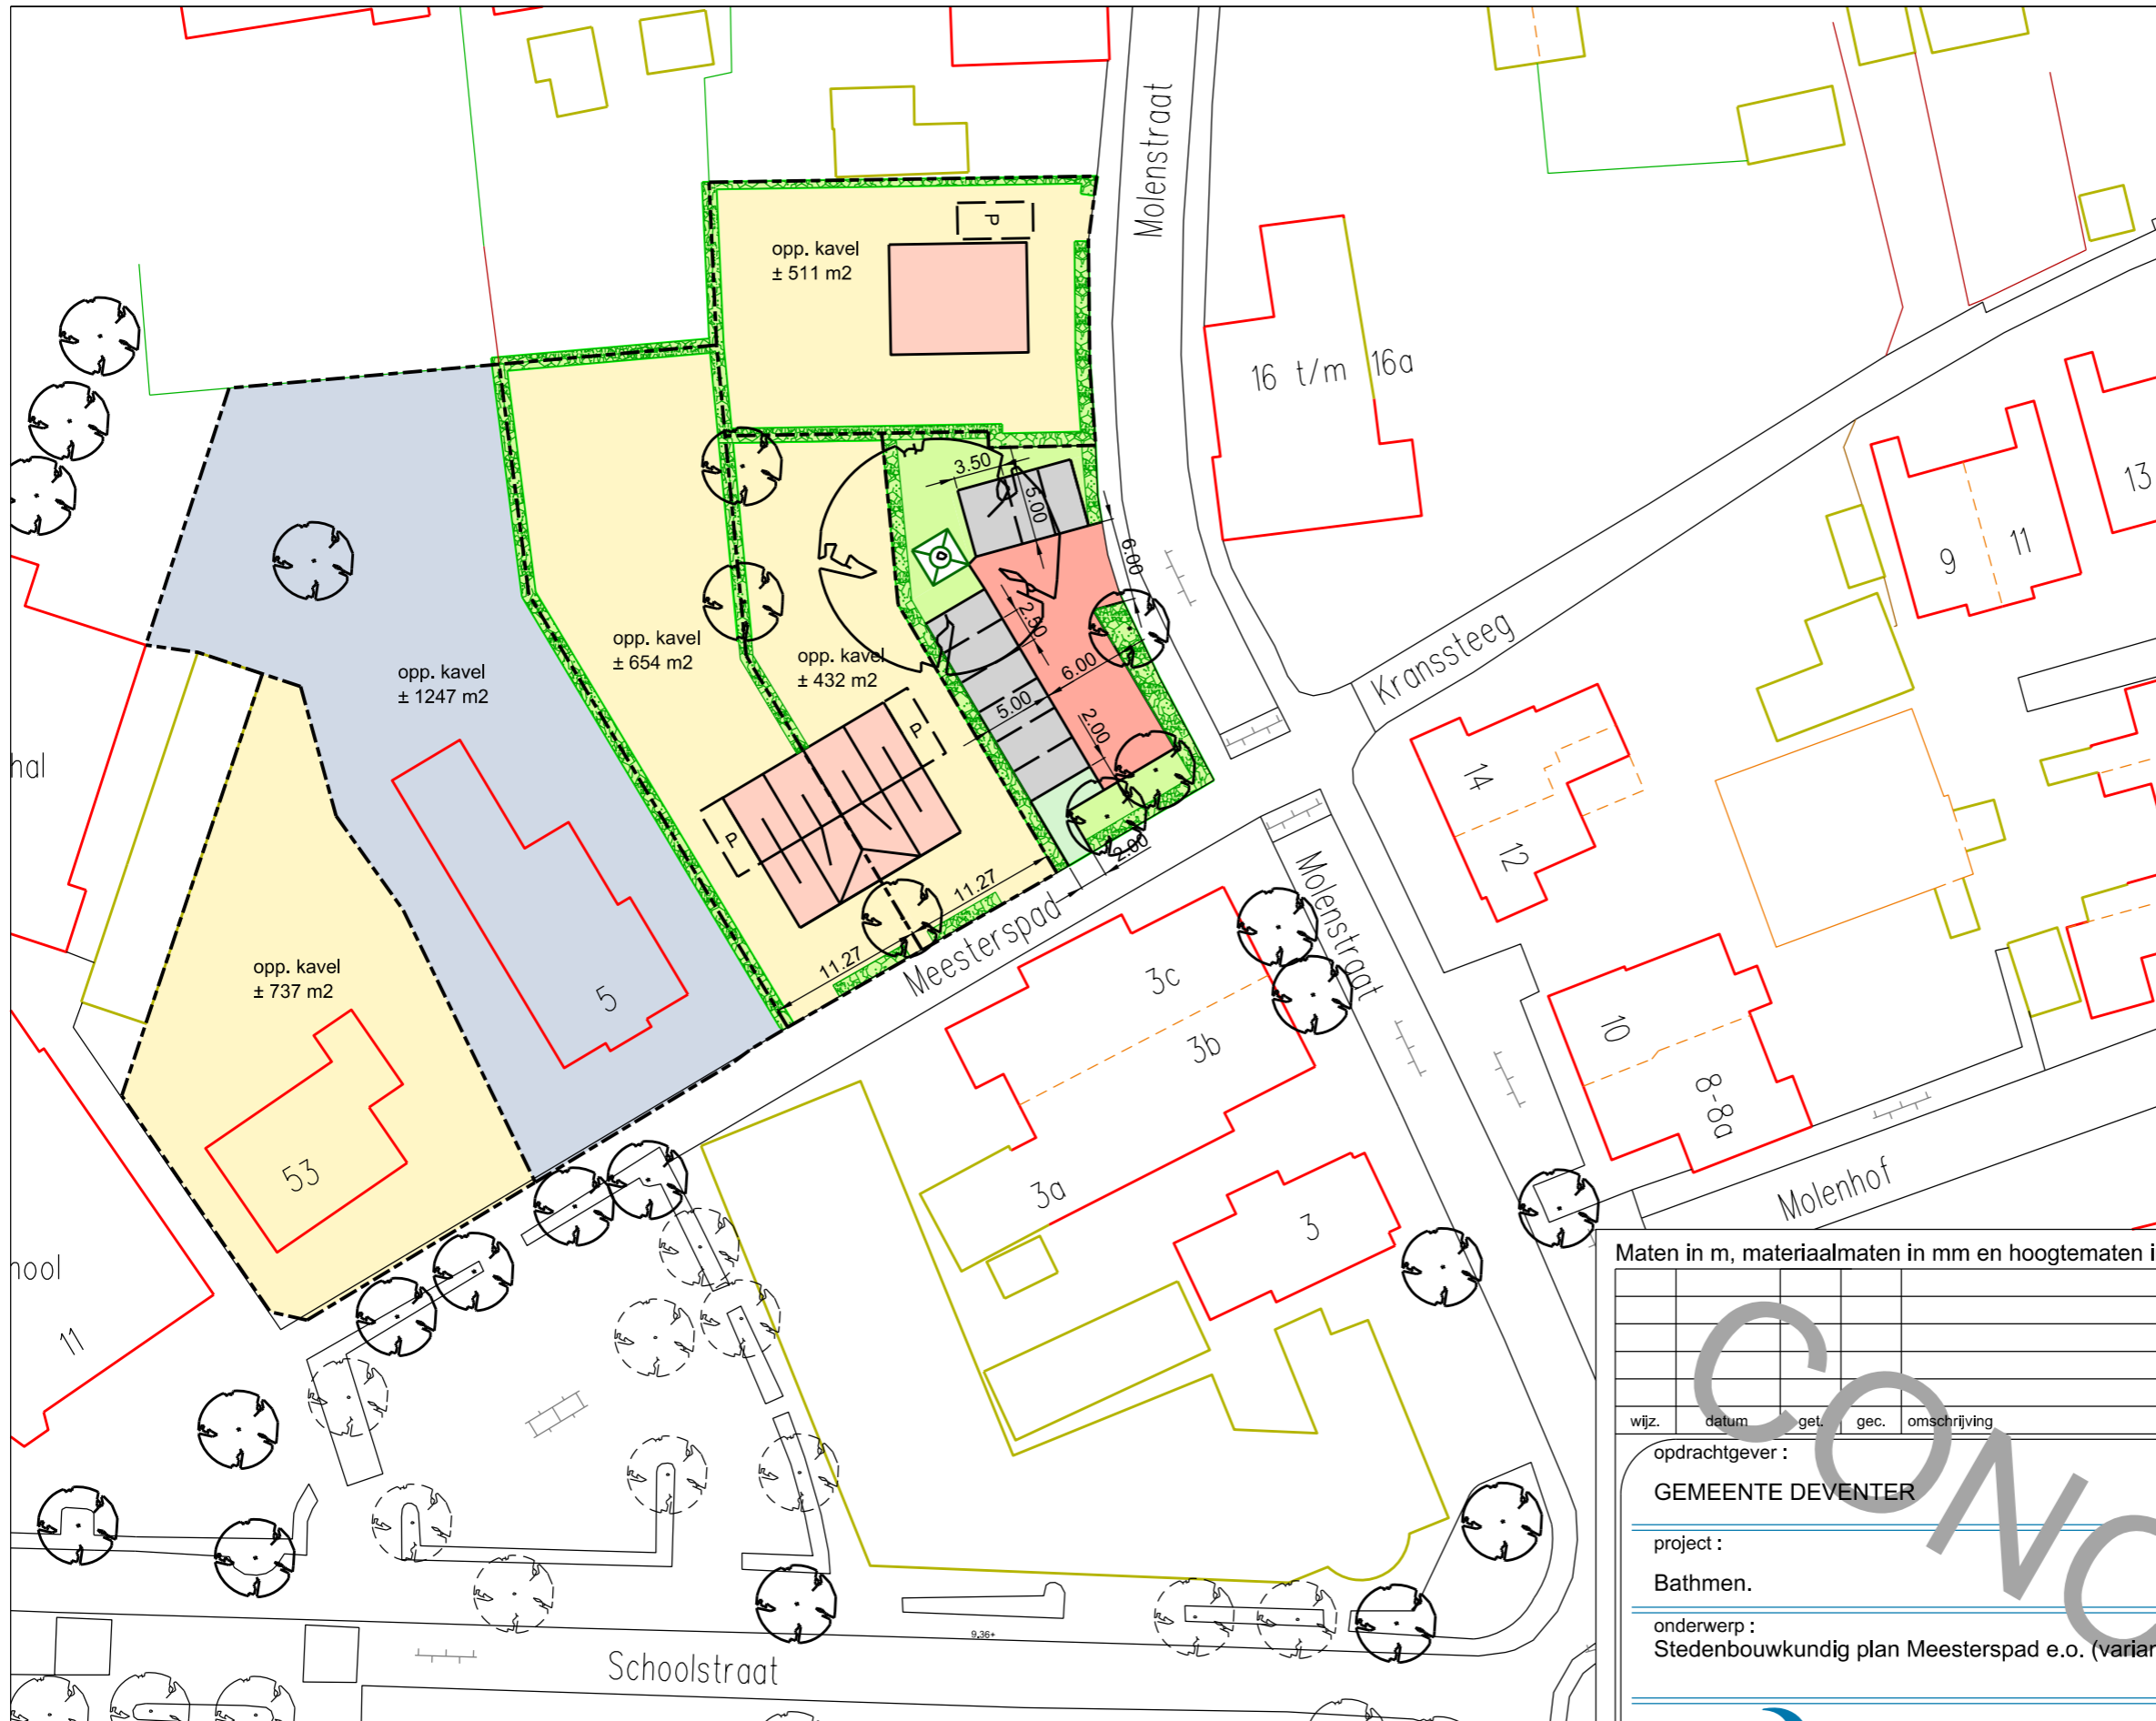 Molenstraat
P
opp. kavel
± 511 m2
16 t/m 16a
3.50
5.00
6.00
13
9
11
opp. kavel
± 654 m2
opp. kavel
± 432 m2
2.50
6.00
Kranssteeg
opp. kavel
± 1247 m2
5.00
2.00
P
14
12
P
2.00
11.27
11.27
Meesterspad
Molenstraat
3c
3b
opp. kavel
± 737 m2
5
10
8-8a
53
3a
3
Molenhof
11
Maten in m, materiaalmaten in mm en hoogtematen
wijz. datum get. gec. omschrijving
opdrachtgever :
GEMEENTE DEVENTER
project :
Bathmen.
onderwerp :
Stedenbouwkundig plan Meesterspad e.o.
9.36+
Schoolstraat